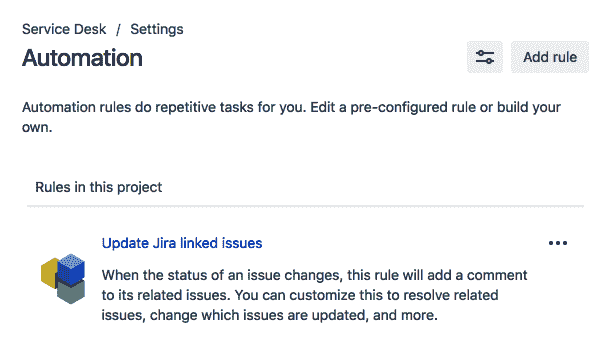 Service Desk / Settings
Automation
Add rule
Automation rules do repetitive tasks for you. Edit a pre-configured rule or build your
own.
Rules in this project
Update Jira linked issues
When the status of an issue changes, this rule will add a comment
to its related issues. You can customize this to resolve related
issues, change which issues are updated, and more.